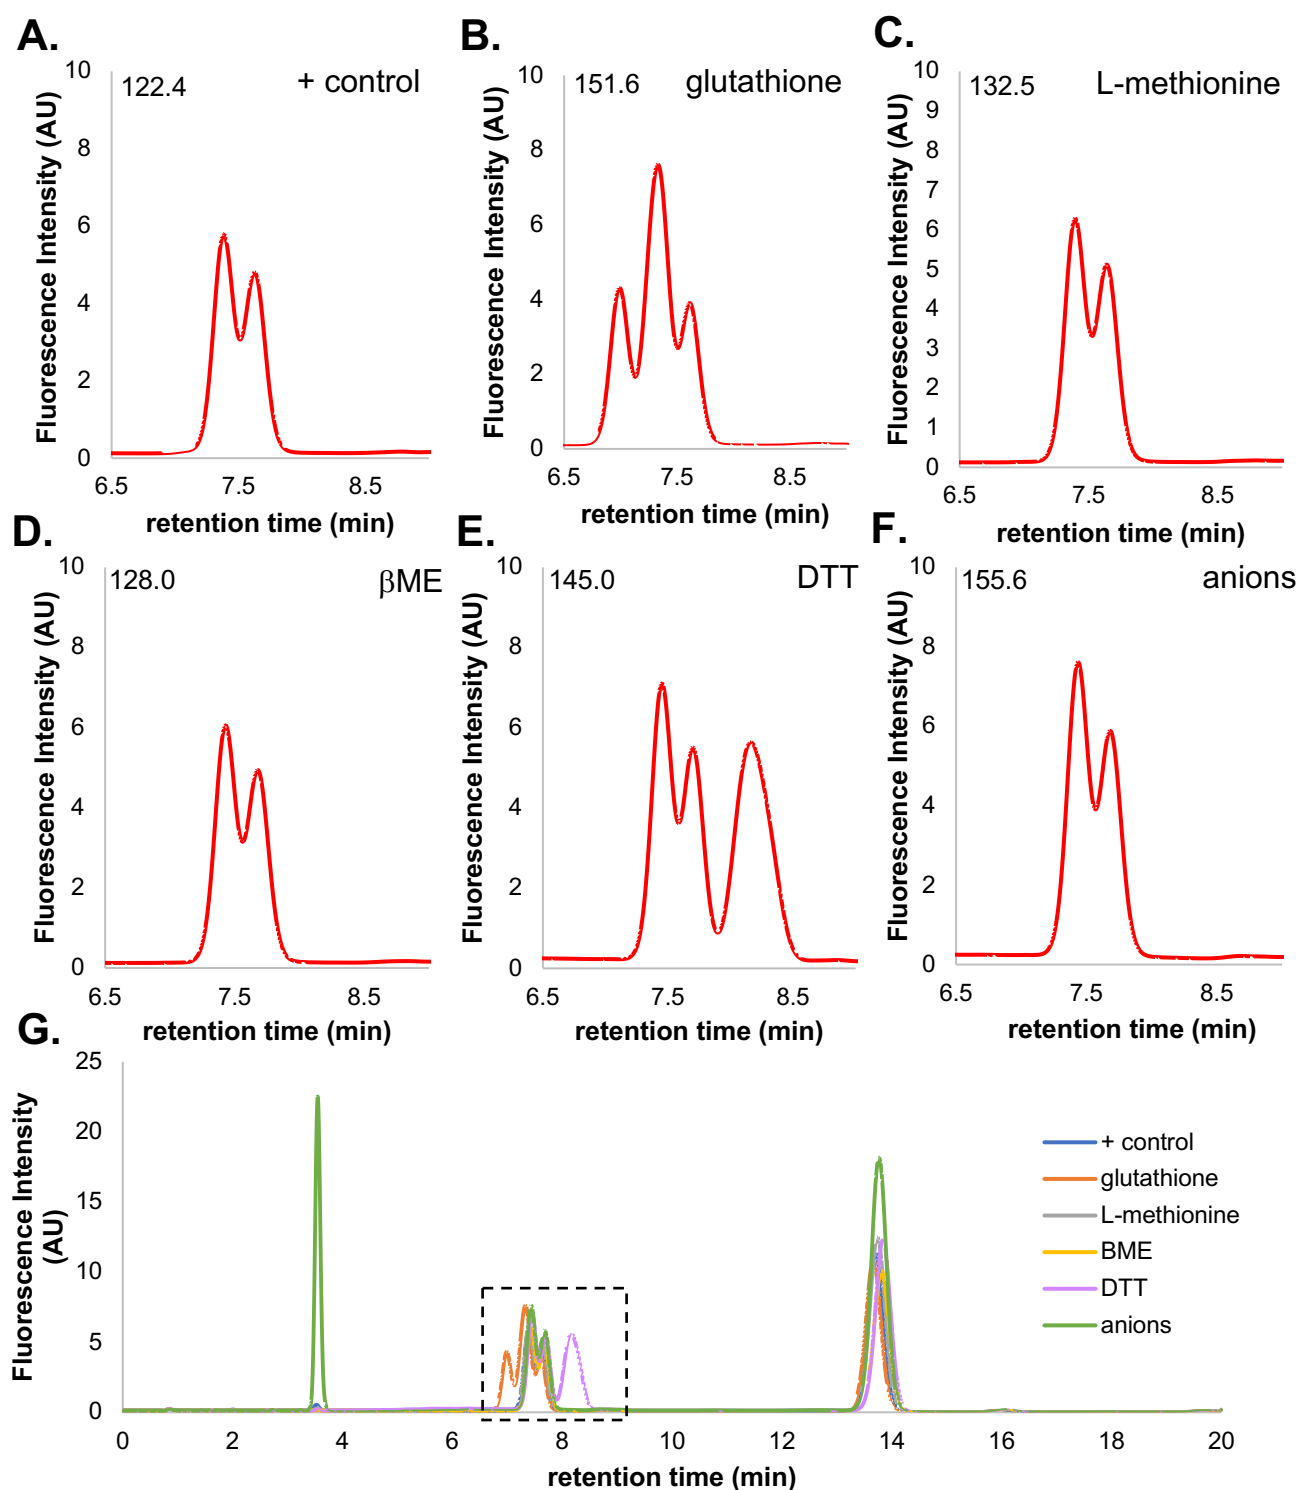 A.
122.4
+ control
Fluorescence Intensity (AU)
10
8
6
4
2
0
6.5
7.5
8.5
retention time (min)
B.
151.6
glutathione
Fluorescence Intensity (AU)
10
8
6
4
2
0
6.5
7.5
8.5
retention time (min)
C.
132.5
L-methionine
Fluorescence Intensity (AU)
10
9
8
7
6
5
4
3
2
1
0
6.5
7.5
8.5
retention time (min)
D.
128.0
βME
Fluorescence Intensity (AU)
10
8
6
4
2
0
6.5
7.5
8.5
retention time (min)
E.
145.0
DTT
Fluorescence Intensity (AU)
10
8
6
4
2
0
6.5
7.5
8.5
retention time (min)
F.
155.6
anions
Fluorescence Intensity (AU)
10
8
6
4
2
0
6.5
7.5
8.5
retention time (min)
G.
Fluorescence Intensity
(AU)
25
20
15
10
5
0
0
2
4
6
8
10
12
14
16
18
20
retention time (min)
+ control
glutathione
L-methionine
BME
DTT
anions